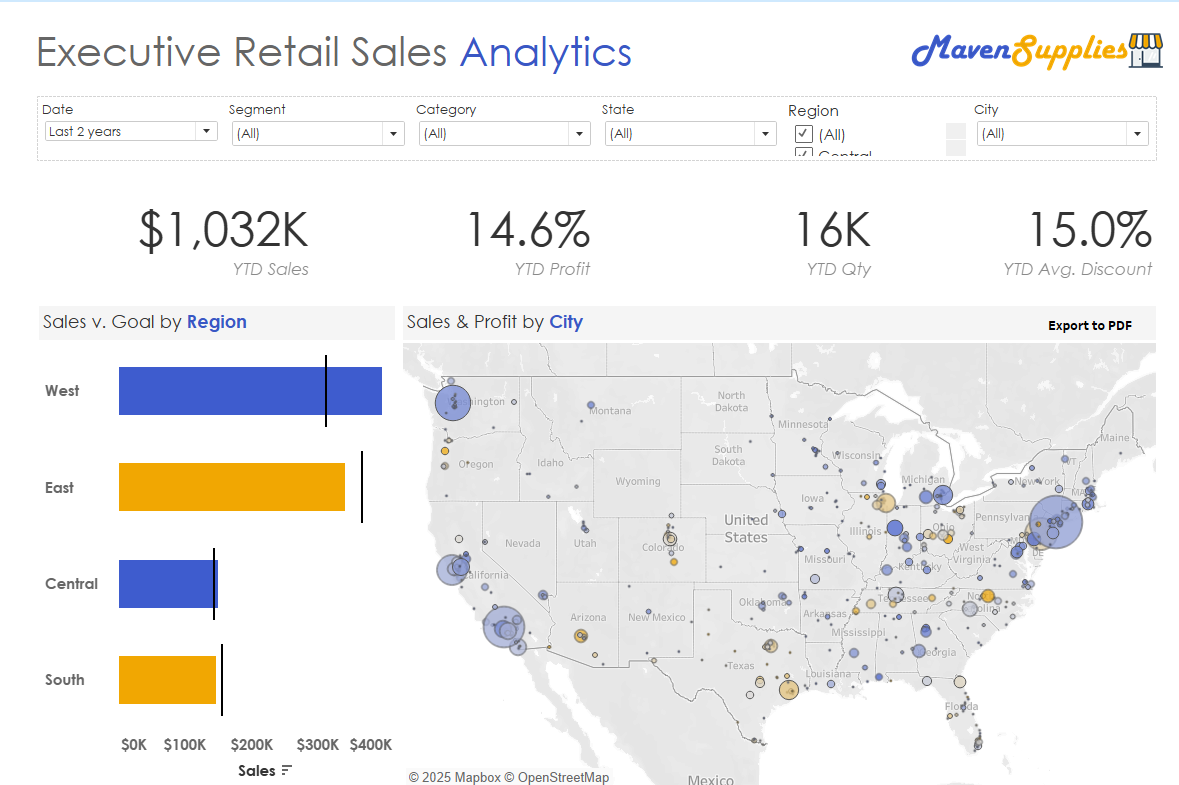 Executive Retail Sales Analytics
MavenSupplies
Date
Segment
Category
State
Region
City
Last 2 years
(All)
(All)
(All)
(All)
(All)
Central
$1,032K
14.6%
16K
15.0%
YTD Sales
YTD Profit
YTD Qty
YTD Avg. Discount
Sales v. Goal by Region
Sales & Profit by City
Export to PDF
West
East
Central
South
$0K
$100K
$200K
$300K
$400K
Sales
Montana
North
Dakota
Minnesota
Maine
Oregon
Idaho
South
Dakota
Wisconsin
VT
Wyoming
Michigan
New York
MA
Iowa
United
States
Nevada
Utah
Colorado
Illinois
Ohio
Missouri
West
Virginia
DE
Kentucky
Arizona
New Mexico
Oklahoma
Arkansas
Tennessee
Mississippi
Georgia
Texas
Louisiana
Florida
Mexico
© 2025 Mapbox © OpenStreetMap